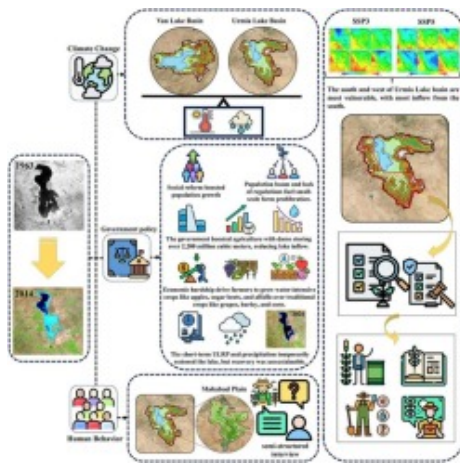 Van Lake Basin
Urmia Lake Basin
SSP3
SSP5
Climate Change
The south and west of Urmia Lake basin are
most vulnerable, with most inflow from the
south.
1963
Social reform boosted
population growth
Population boom and lack
of regulations fuel small-
scale farm proliferation.
Government policy
The government boosted agriculture with dams storing
over 2,200 million cubic meters, reducing lake inflow.
2014
Economic hardship drive farmers to grow water-intensive
crops like apples, sugar beets, and alfalfa over traditional
crops like grapes, barley, and
The short-term ULRP and precipitation temporarily
restored the lake, but recovery was unsustainable.
Mahabad Plain
Human Behavior
semi-structured
interview